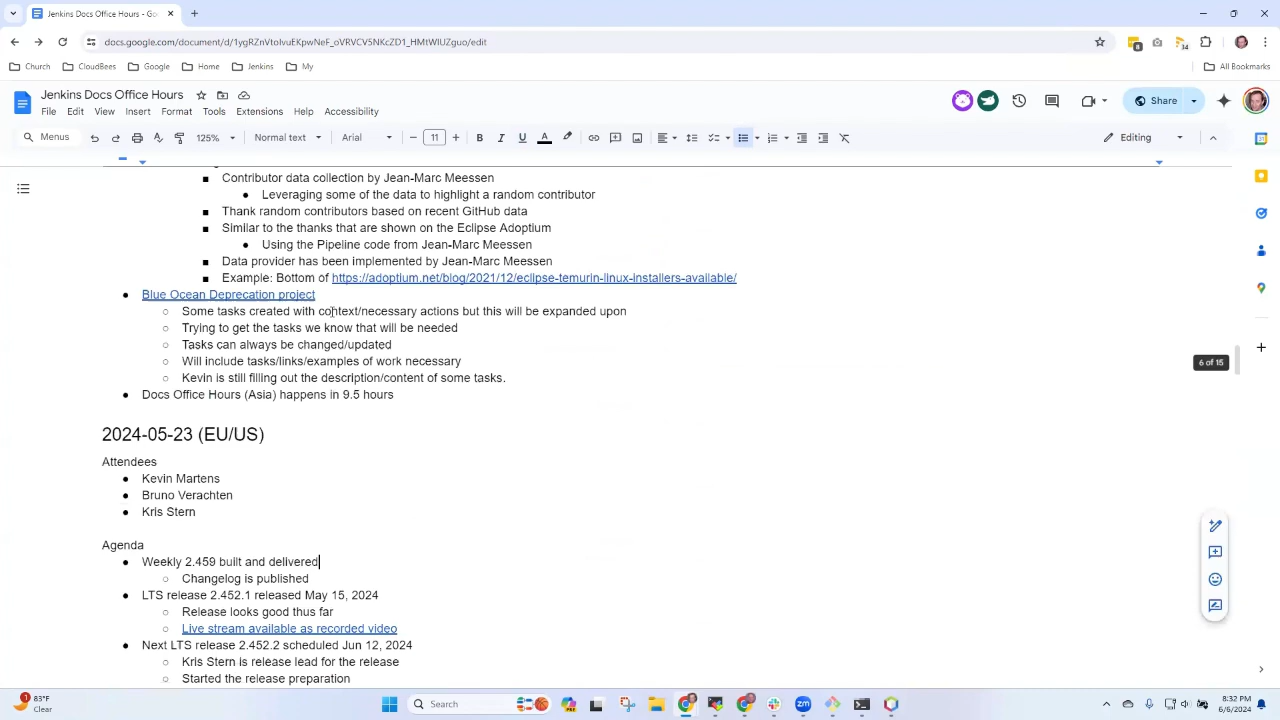 Jenkins Docs Office Hours - Go
docs.google.com/document/d/1ygRZnVtoIvuEKpwNeF_oVRVCV5NKcZD1_HMtWIUZguo/edit
Church CloudBees Google Home Jenkins My All Bookmarks
Jenkins Docs Office Hours
Share
File Edit View Insert Format Tools Extensions Help Accessibility
Menus 125% Normal text Arial 11 Editing
Contributor data collection by Jean-Marc Meessen
Leveraging some of the data to highlight a random contributor
Thank random contributors based on recent GitHub data
Similar to the thanks that are shown on the Eclipse Adoptium
Using the Pipeline code from Jean-Marc Meessen
Data provider has been implemented by Jean-Marc Meessen
Example: Bottom of https://adoptium.net/blog/2021/12/eclipse-temurin-linux-installers-available/
Blue Ocean Deprecation project
Some tasks created with context/necessary actions but this will be expanded upon
Trying to get the tasks we know that will be needed
Tasks can always be changed/updated
Will include tasks/links/examples of work necessary
6 of 15
Kevin is still filling out the description/content of some tasks.
Docs Office Hours (Asia) happens in 9.5 hours
2024-05-23 (EU/US)
Attendees
Kevin Martens
Bruno Verachten
Kris Stern
Agenda
Weekly 2.459 built and delivered
Changelog is published
LTS release 2.452.1 released May 15, 2024
Release looks good thus far
Live stream available as recorded video
Next LTS release 2.452.2 scheduled Jun 12, 2024
Kris Stern is release lead for the release
Started the release preparation
83°F
Clear
Search
8:32 PM
6/6/2024